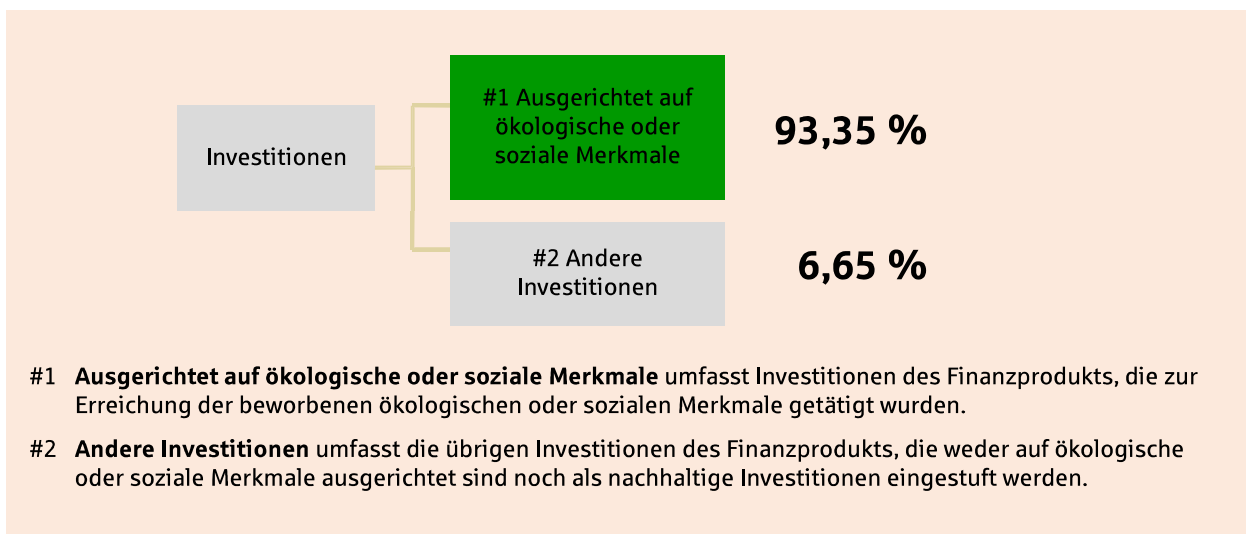 #1 Ausgerichtet auf
ökologische oder
soziale Merkmale
93,35 %
Investitionen
#2 Andere
Investitionen
6,65 %
#1 Ausgerichtet auf ökologische oder soziale Merkmale umfasst Investitionen des Finanzprodukts, die zur
Erreichung der beworbenen ökologischen oder sozialen Merkmale getätigt wurden.
#2 Andere Investitionen umfasst die übrigen Investitionen des Finanzprodukts, die weder auf ökologische
oder soziale Merkmale ausgerichtet sind noch als nachhaltige Investitionen eingestuft werden.